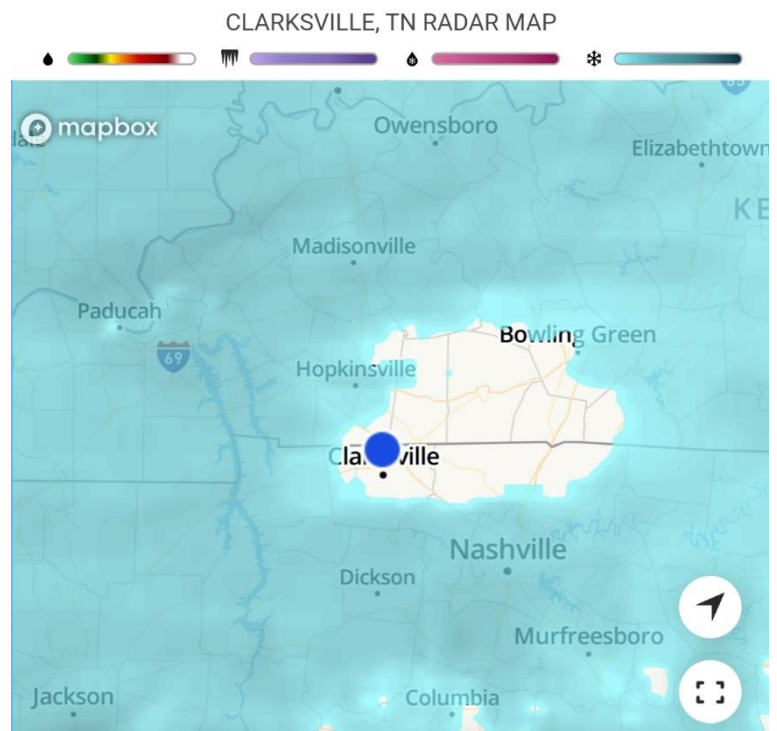 CLARKSVILLE, TN RADAR MAP
mapbox
Owensboro
Elizabethtown
KE
Madisonville
Paducah
69
Bowling Green
Hopkinsville
Clarksville
Nashville
Dickson
Murfreesboro
Jackson
Columbia